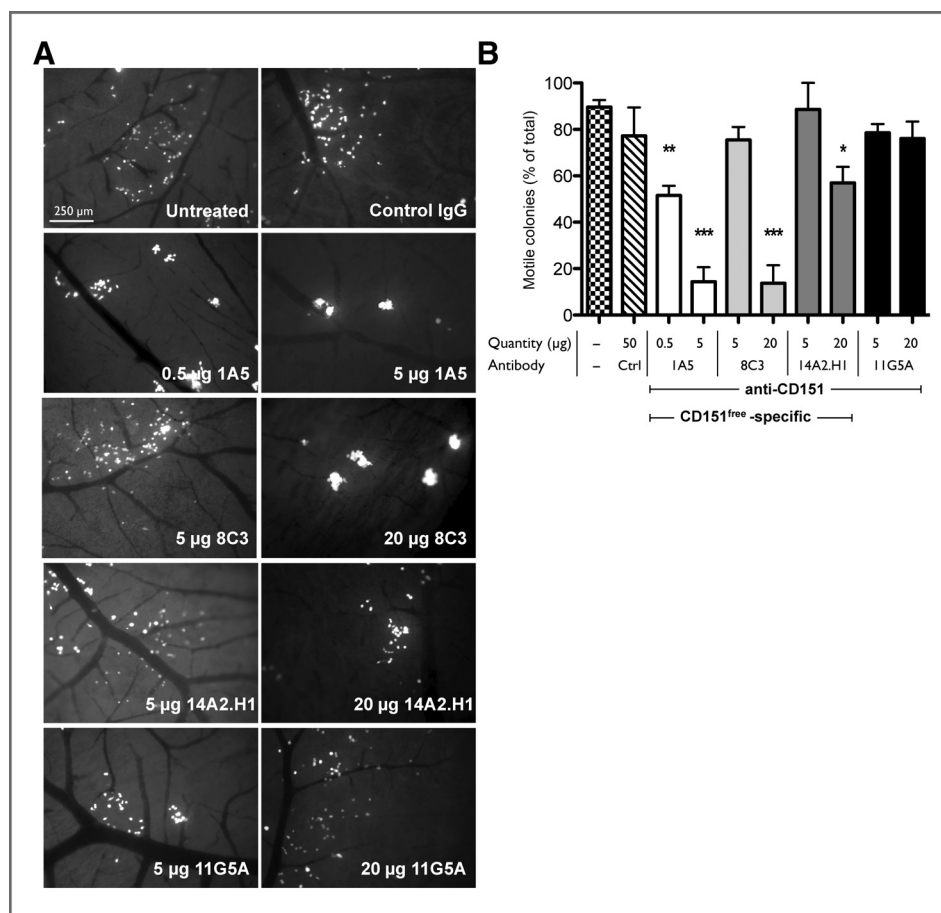 A
Untreated
Control IgG
250 μm
0.5 μg 1A5
5 μg 1A5
5 μg 8C3
20 μg 8C3
5 μg 14A2.H1
20 μg 14A2.H1
5 μg 11G5A
20 μg 11G5A
B
Motile colonies (% of total)
100
80
60
40
20
0
** *** *** *
Quantity (μg) – 50 0.5 5 5 20 5 20 5 20
Antibody – Ctrl 1A5 8C3 14A2.H1 11G5A
anti-CD151
CD151free -specific